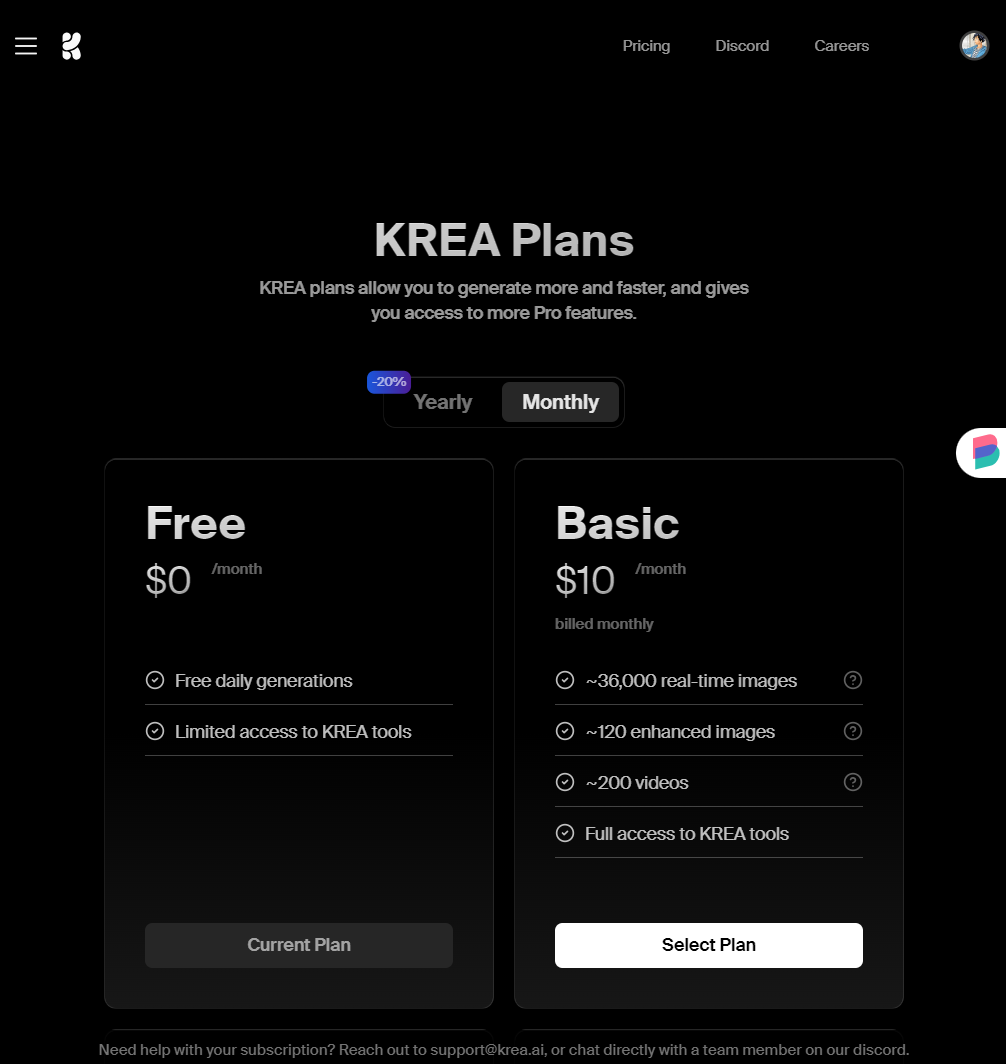 Pricing
Discord
Careers
KREA Plans
KREA plans allow you to generate more and faster, and gives
you access to more Pro features.
-20%
Yearly
Monthly
Free
$0 /month
Free daily generations
Limited access to KREA tools
Current Plan
Basic
$10 /month
billed monthly
~36,000 real-time images
~120 enhanced images
~200 videos
Full access to KREA tools
Select Plan
Need help with your subscription? Reach out to support@krea.ai, or chat directly with a team member on our discord.